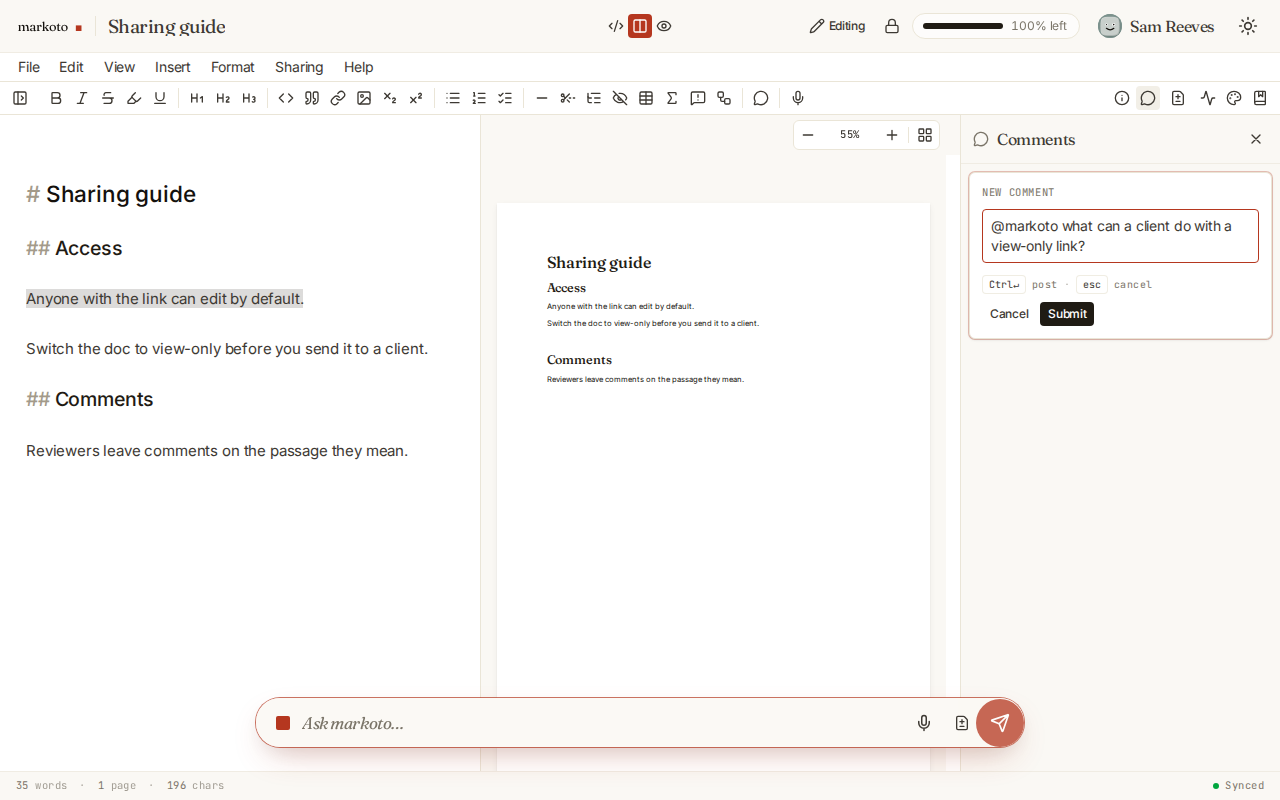 markoto
Sharing guide
Editing
100% left
Sam Reeves
File Edit View Insert Format Sharing Help
H1 H2 H3
X2 X2
55%
# Sharing guide
## Access
Anyone with the link can edit by default.
Switch the doc to view-only before you send it to a client.
## Comments
Reviewers leave comments on the passage they mean.
Sharing guide
Access
Anyone with the link can edit by default.
Switch the doc to view-only before you send it to a client.
Comments
Reviewers leave comments on the passage they mean.
Comments
NEW COMMENT
@markoto what can a client do with a
view-only link?
Ctrl↵ post · esc cancel
Cancel Submit
Ask markoto...
35 words · 1 page · 196 chars
Synced